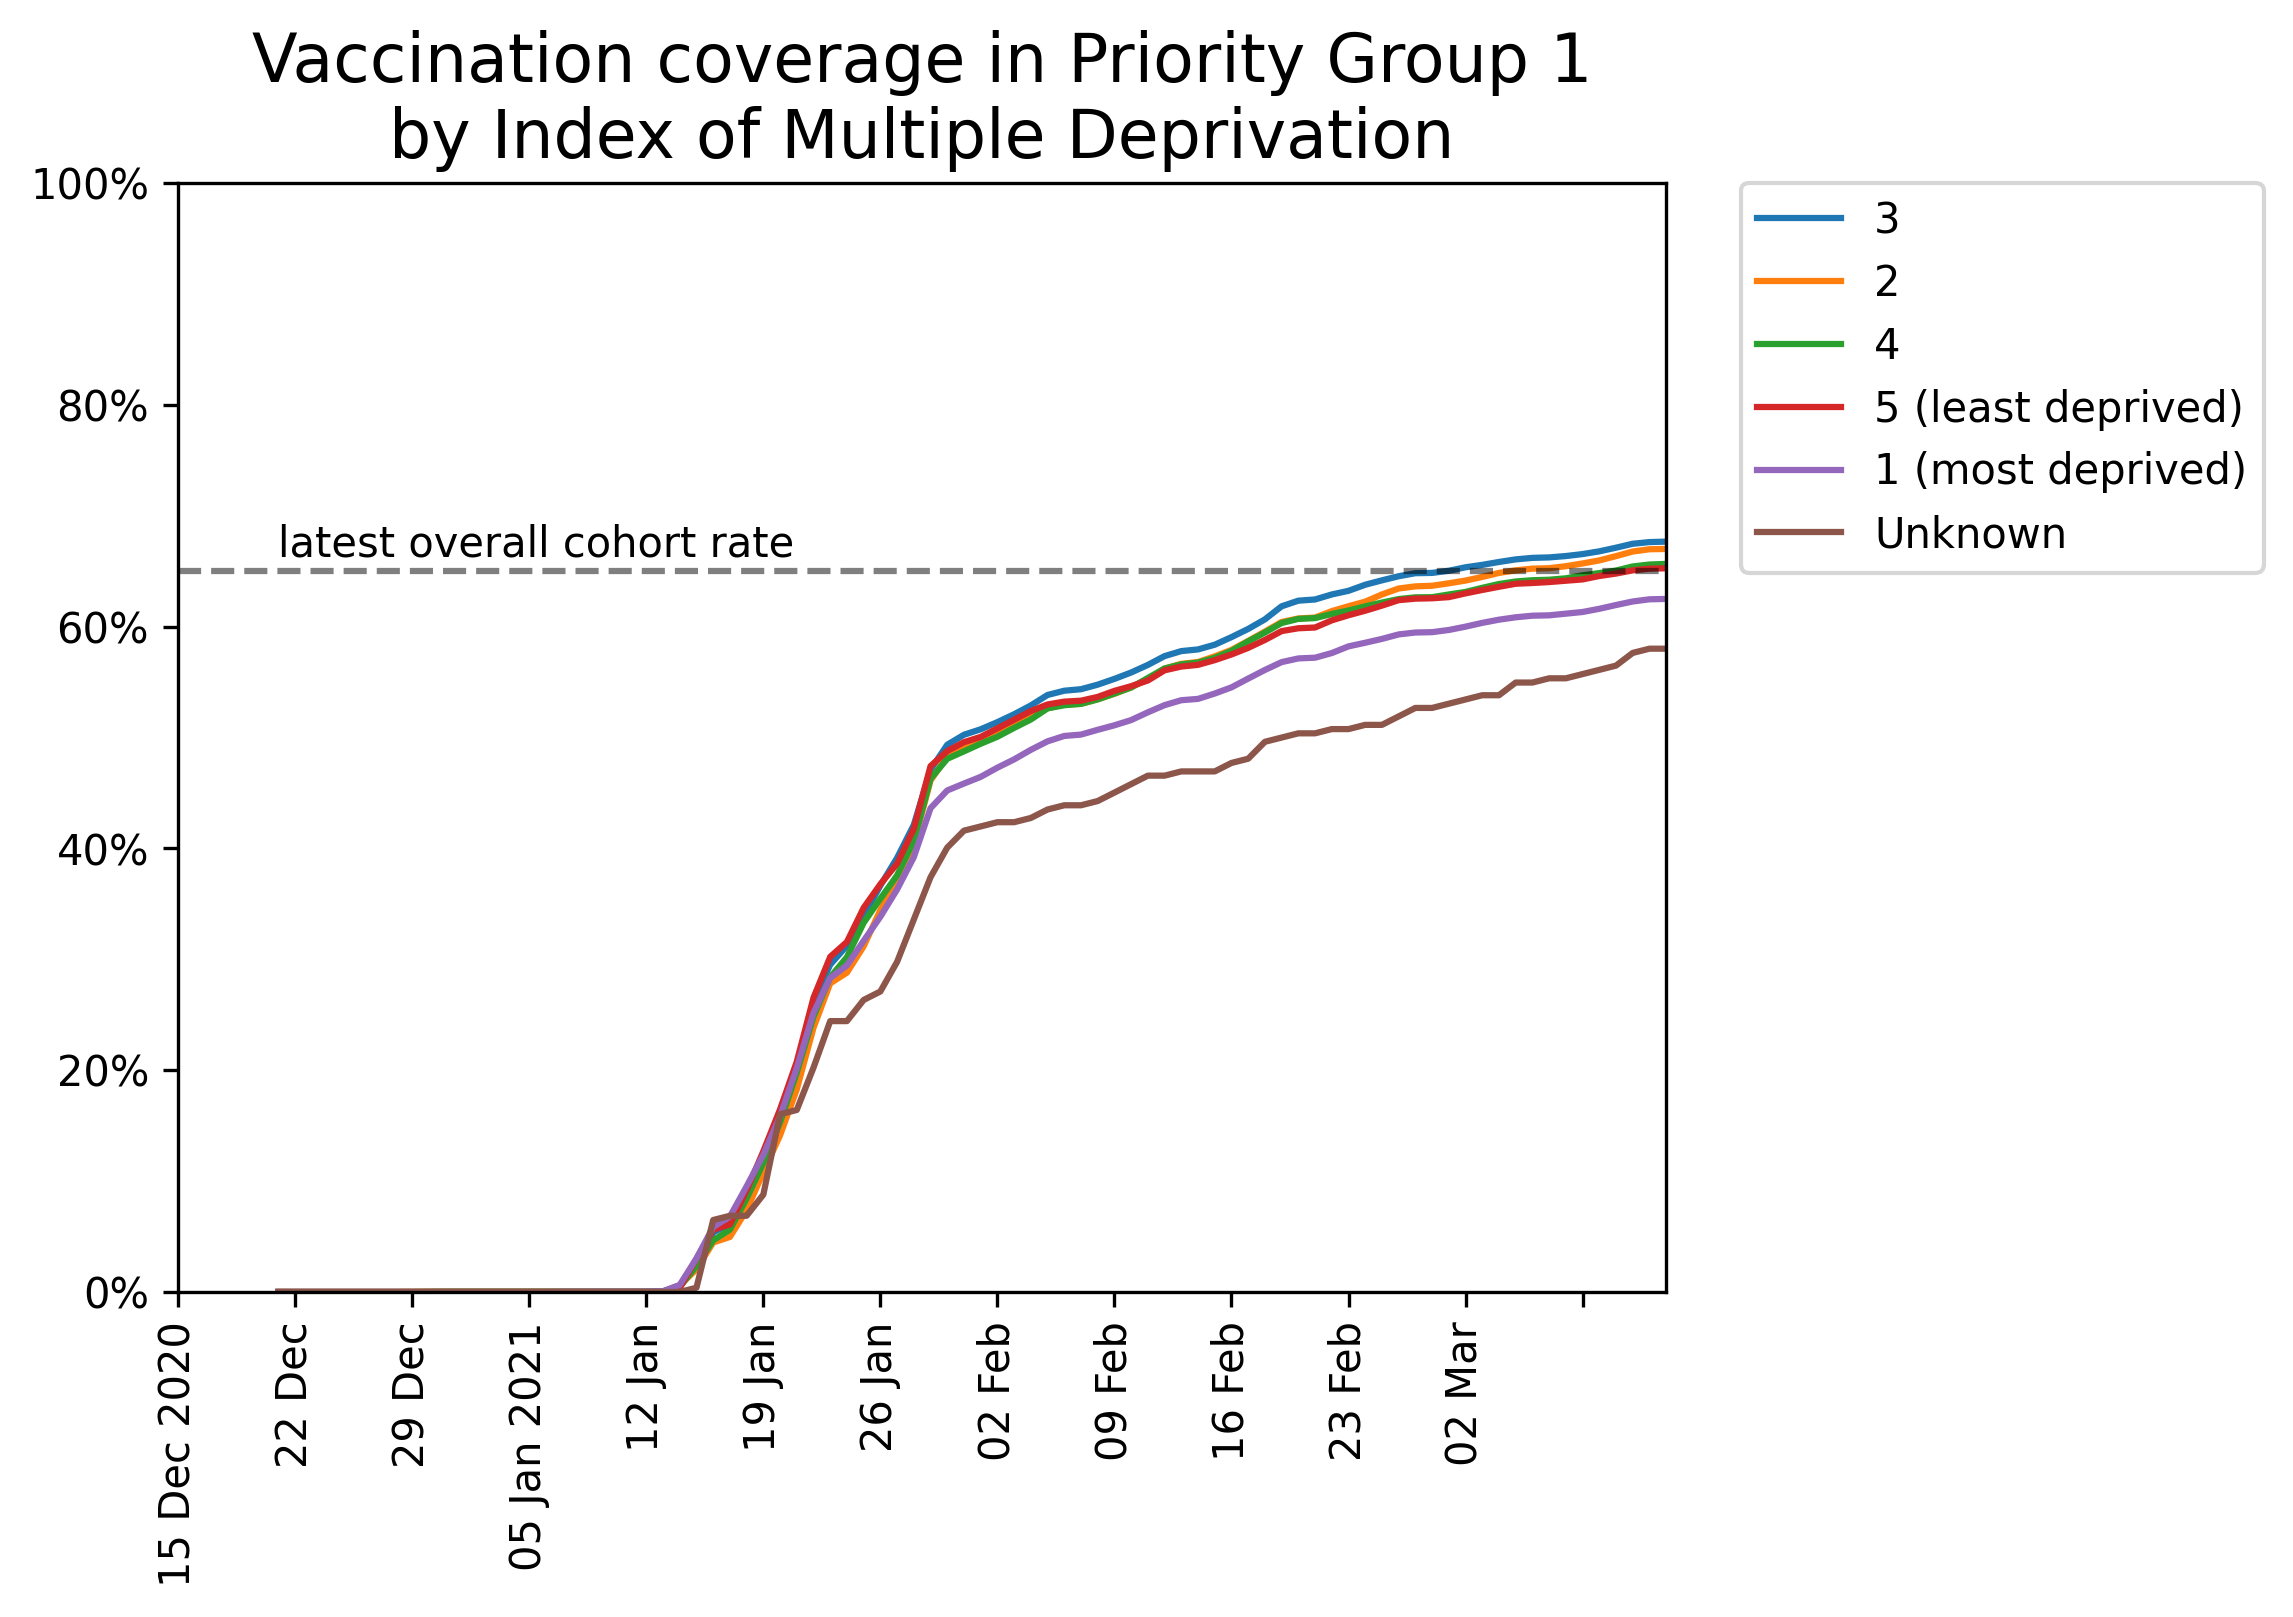 Vaccination coverage in Priority Group 1
by Index of Multiple Deprivation
100%
80%
60%
40%
20%
0%
latest overall cohort rate
3
2
4
5 (least deprived)
1 (most deprived)
Unknown
15 Dec 2020
22 Dec
29 Dec
05 Jan 2021
12 Jan
19 Jan
26 Jan
02 Feb
09 Feb
16 Feb
23 Feb
02 Mar